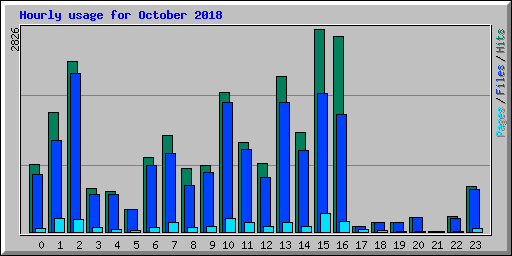 Hourly usage for October 2018
2826
Pages/Files/Hits
0 1 2 3 4 5 6 7 8 9 10 11 12 13 14 15 16 17 18 19 20 21 22 23